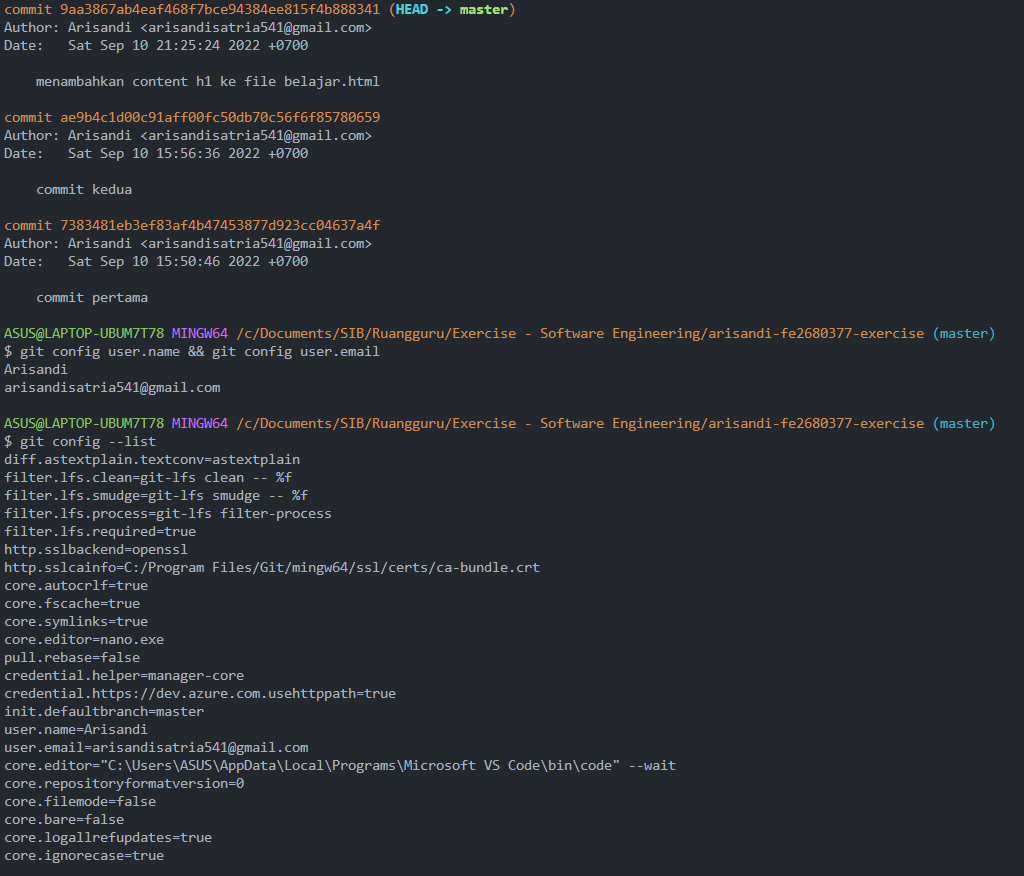 commit 9aa3867ab4eaf468f7bce94384ee815f4b888341 (HEAD -> master)
Author: Arisandi <arisandisatria541@gmail.com>
Date:   Sat Sep 10 21:25:24 2022 +0700
menambahkan content h1 ke file belajar.html
commit ae9b4c1d00c91aff00fc50db70c56f6f85780659
Author: Arisandi <arisandisatria541@gmail.com>
Date:   Sat Sep 10 15:56:36 2022 +0700
commit kedua
commit 7383481eb3ef83af4b47453877d923cc04637a4f
Author: Arisandi <arisandisatria541@gmail.com>
Date:   Sat Sep 10 15:50:46 2022 +0700
commit pertama
ASUS@LAPTOP-UBUM7T78 MINGW64 /c/Documents/SIB/Ruangguru/Exercise - Software Engineering/arisandi-fe2680377-exercise (master)
$ git config user.name && git config user.email
Arisandi
arisandisatria541@gmail.com
ASUS@LAPTOP-UBUM7T78 MINGW64 /c/Documents/SIB/Ruangguru/Exercise - Software Engineering/arisandi-fe2680377-exercise (master)
$ git config --list
diff.astextplain.textconv=astextplain
filter.lfs.clean=git-lfs clean -- %f
filter.lfs.smudge=git-lfs smudge -- %f
filter.lfs.process=git-lfs filter-process
filter.lfs.required=true
http.sslbackend=openssl
http.sslcainfo=C:/Program Files/Git/mingw64/ssl/certs/ca-bundle.crt
core.autocrlf=true
core.fscache=true
core.symlinks=true
core.editor=nano.exe
pull.rebase=false
credential.helper=manager-core
credential.https://dev.azure.com.usehttppath=true
init.defaultbranch=master
user.name=Arisandi
user.email=arisandisatria541@gmail.com
core.editor="C:\Users\ASUS\AppData\Local\Programs\Microsoft VS Code\bin\code" --wait
core.repositoryformatversion=0
core.filemode=false
core.bare=false
core.logallrefupdates=true
core.ignorecase=true